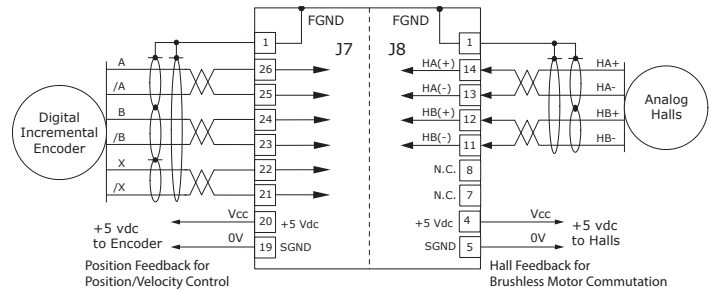 FGND FGND
J7 J8
1 1
A 26 14 HA(+) HA+
/A 25 13 HA(-) HA-
B 24 12 HB(+) HB+
/B 23 11 HB(-) HB-
X 22 N.C. 8
/X 21 N.C. 7
Digital
Incremental
Encoder
Analog
Halls
Vcc 20 +5 Vdc +5 Vdc 4 Vcc
0V 19 SGND SGND 5 0V
+5 vdc
to Encoder
+5 vdc
to Halls
Position Feedback for
Position/Velocity Control
Hall Feedback for
Brushless Motor Commutation